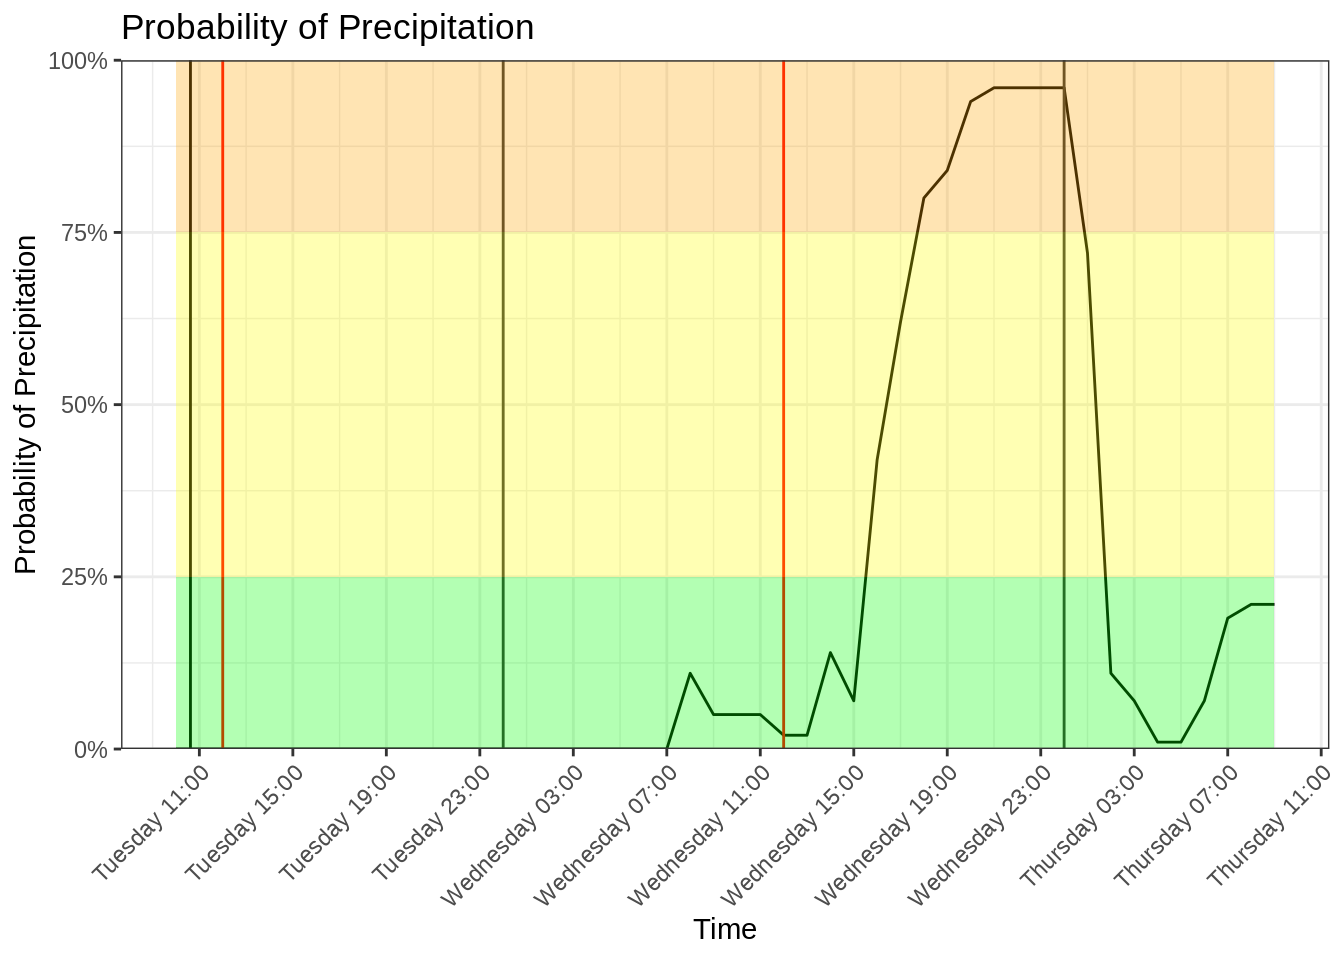 Probability of Precipitation
Probability of Precipitation
100%
75%
50%
25%
0%
Tuesday 11:00
Tuesday 15:00
Tuesday 19:00
Tuesday 23:00
Wednesday 03:00
Wednesday 07:00
Wednesday 11:00
Wednesday 15:00
Wednesday 19:00
Wednesday 23:00
Thursday 03:00
Thursday 07:00
Thursday 11:00
Time